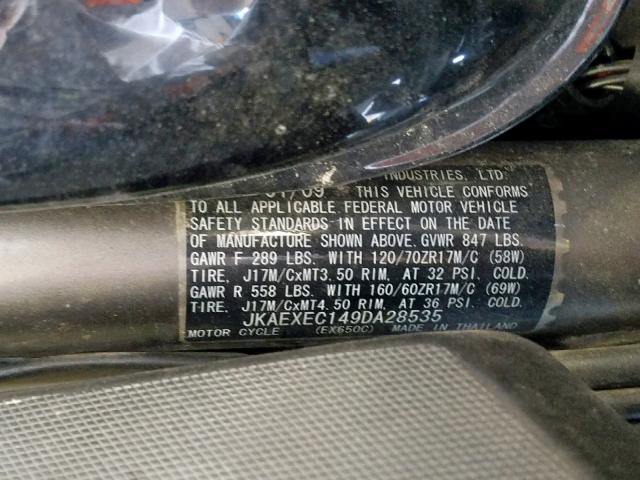 INDUSTRIES, LTD.
01/09 THIS VEHICLE CONFORMS
TO ALL APPLICABLE FEDERAL MOTOR VEHICLE
SAFETY STANDARDS IN EFFECT ON THE DATE
OF MANUFACTURE SHOWN ABOVE. GVWR 847 LBS.
GAWR F 289 LBS. WITH 120/70ZR17M/C (58W)
TIRE, J17M/CxMT3.50 RIM, AT 32 PSI. COLD.
GAWR R 558 LBS. WITH 160/60ZR17M/C (69W)
TIRE, J17M/CxMT4.50 RIM, AT 36 PSI. COLD.
JKAEXEC149DA28535
MOTOR CYCLE (EX650C) MADE IN THAILAND